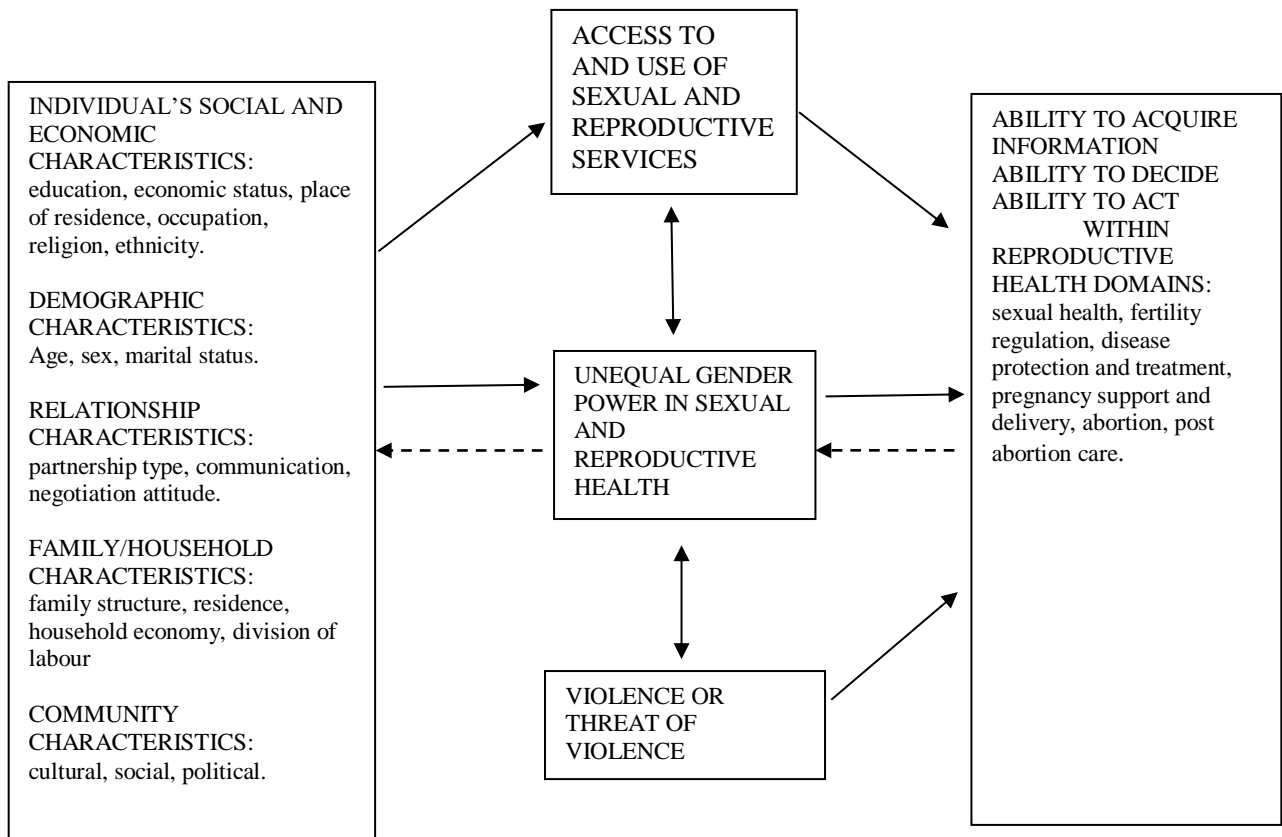 INDIVIDUAL’S SOCIAL AND
ECONOMIC
CHARACTERISTICS:
education, economic status, place
of residence, occupation,
religion, ethnicity.
DEMOGRAPHIC
CHARACTERISTICS:
Age, sex, marital status.
RELATIONSHIP
CHARACTERISTICS:
partnership type, communication,
negotiation attitude.
FAMILY/HOUSEHOLD
CHARACTERISTICS:
family structure, residence,
household economy, division of
labour
COMMUNITY
CHARACTERISTICS:
cultural, social, political.
ACCESS TO
AND USE OF
SEXUAL AND
REPRODUCTIVE
SERVICES
UNEQUAL GENDER
POWER IN SEXUAL
AND
REPRODUCTIVE
HEALTH
VIOLENCE OR
THREAT OF
VIOLENCE
ABILITY TO ACQUIRE
INFORMATION
ABILITY TO DECIDE
ABILITY TO ACT
WITHIN
REPRODUCTIVE
HEALTH DOMAINS:
sexual health, fertility
regulation, disease
protection and treatment,
pregnancy support and
delivery, abortion, post
abortion care.